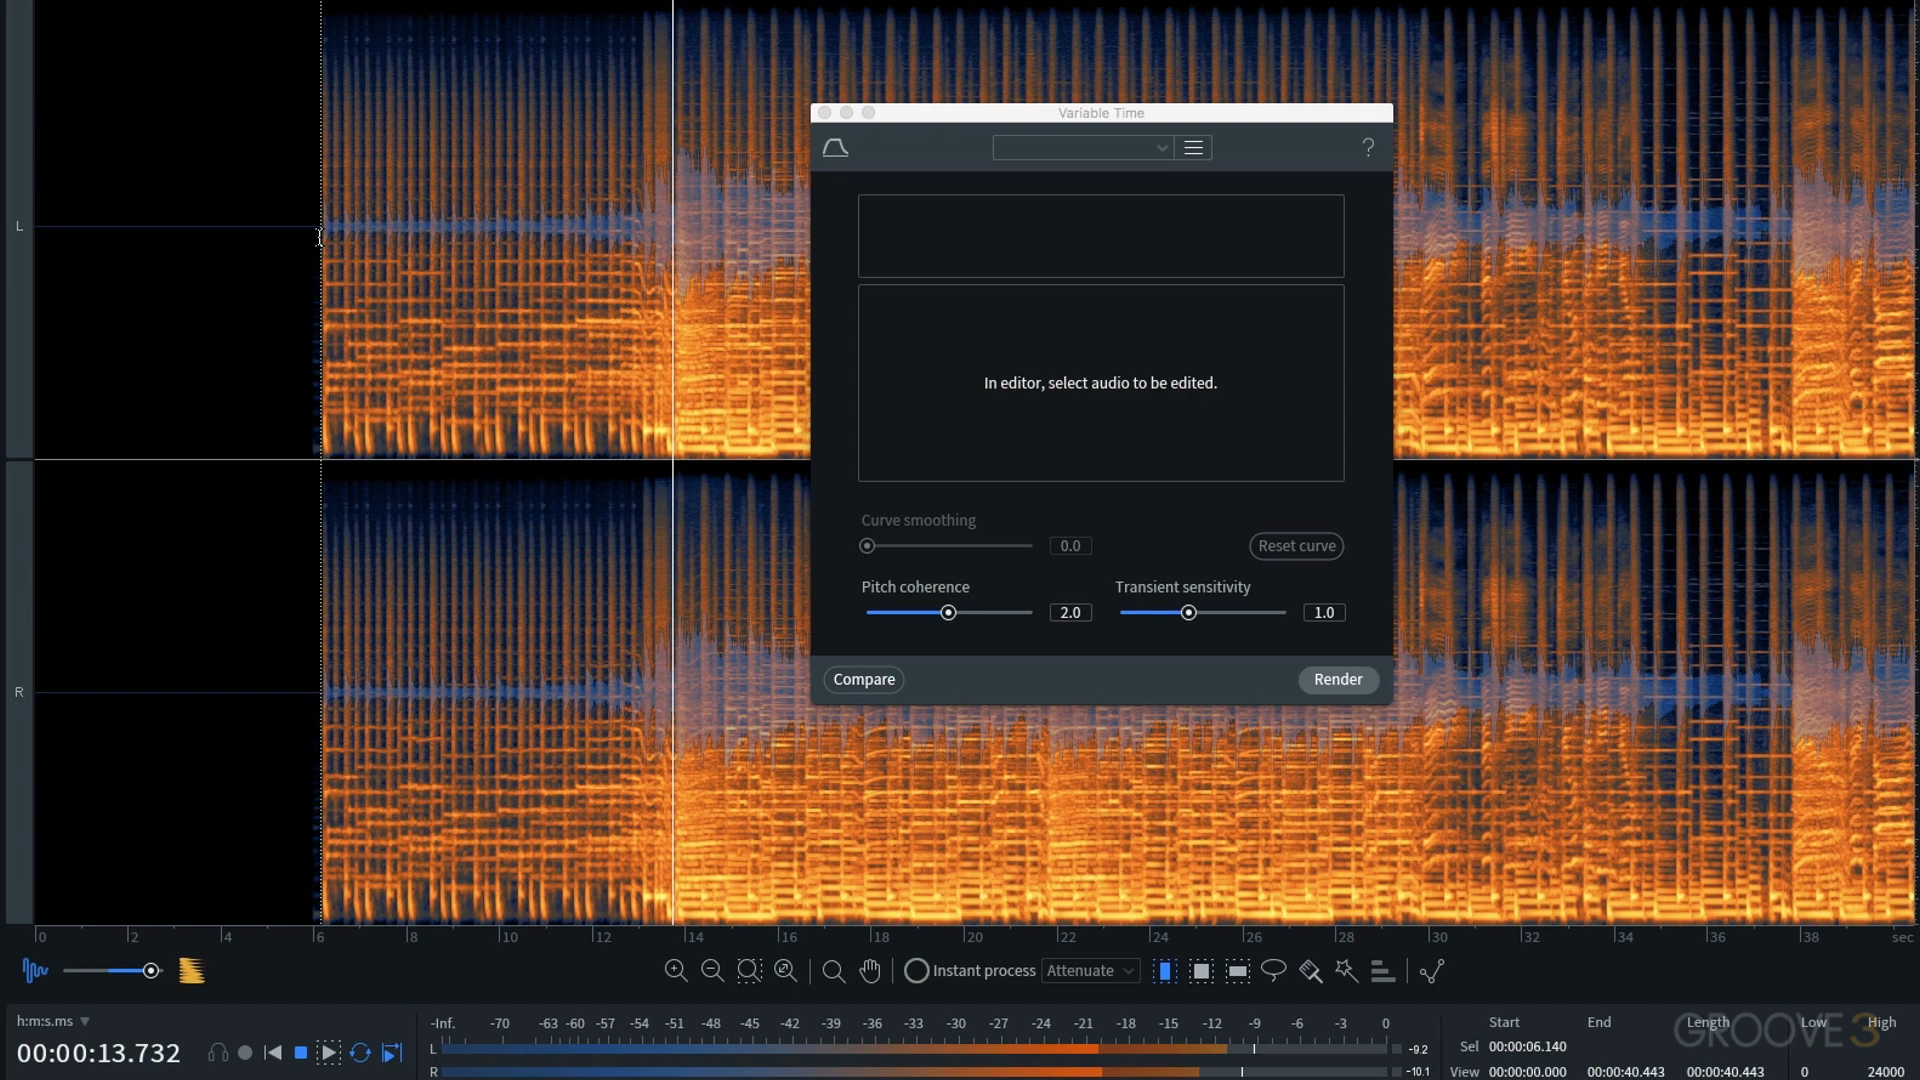 Variable Time
?
L
In editor, select audio to be edited.
Curve smoothing
0.0
Reset curve
Pitch coherence
2.0
Transient sensitivity
1.0
Compare
Render
R
0 2 4 6 8 10 12 14 16 18 20 22 24 26 28 30 32 34 36 38 sec
Instant process Attenuate
h:m:s.ms
00:00:13.732
-Inf. -70 -63 -60 -57 -54 -51 -48 -45 -42 -39 -36 -33 -30 -27 -24 -21 -18 -15 -12 -9 -6 -3 0
L -9.2
R -10.1
Start End Length Low High
Sel 00:00:06.140
View 00:00:00.000 00:00:40.443 00:00:40.443 0 24000
GROOVE 3